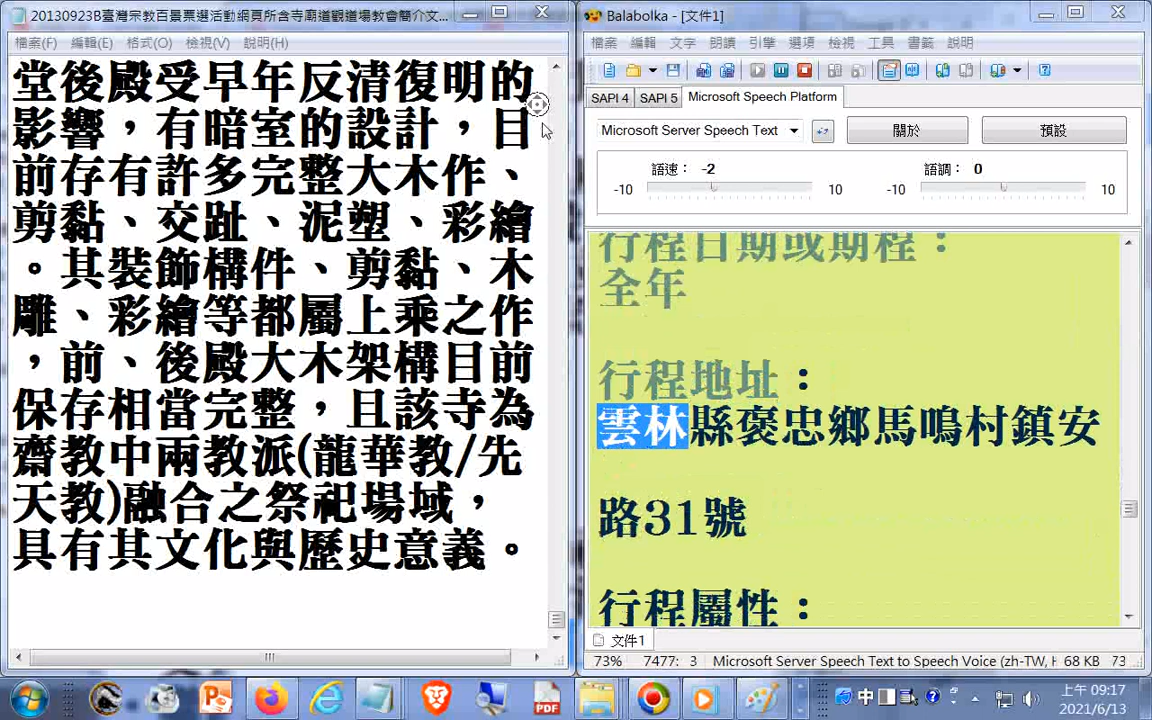 20130923B臺灣宗教百景票選活動網頁所含寺廟道觀道場教會簡介文...
檔案(F) 編輯(E) 格式(O) 檢視(V) 說明(H)
堂後殿受早年反清復明的
影響，有暗室的設計，目
前存有許多完整大木作、
剪黏、交趾、泥塑、彩繪
。其裝飾構件、剪黏、木
雕、彩繪等都屬上乘之作
，前、後殿大木架構目前
保存相當完整，且該寺為
齋教中兩教派(龍華教/先
天教)融合之祭祀場域，
具有其文化與歷史意義。
Balabolka - [文件1]
檔案 編輯 文字 朗讀 引擎 選項 檢視 工具 書籤 說明
SAPI 4 SAPI 5 Microsoft Speech Platform
Microsoft Server Speech Text 關於 預設
語速： -2 語調： 0
-10 10 -10 10
行程日期或期程：
全年
行程地址：
雲林縣褒忠鄉馬鳴村鎮安
路31號
行程屬性：
文件1
73% 7477: 3 Microsoft Server Speech Text to Speech Voice (zh-TW, H 68 KB 73
PDF 中 上午 09:17
2021/6/13